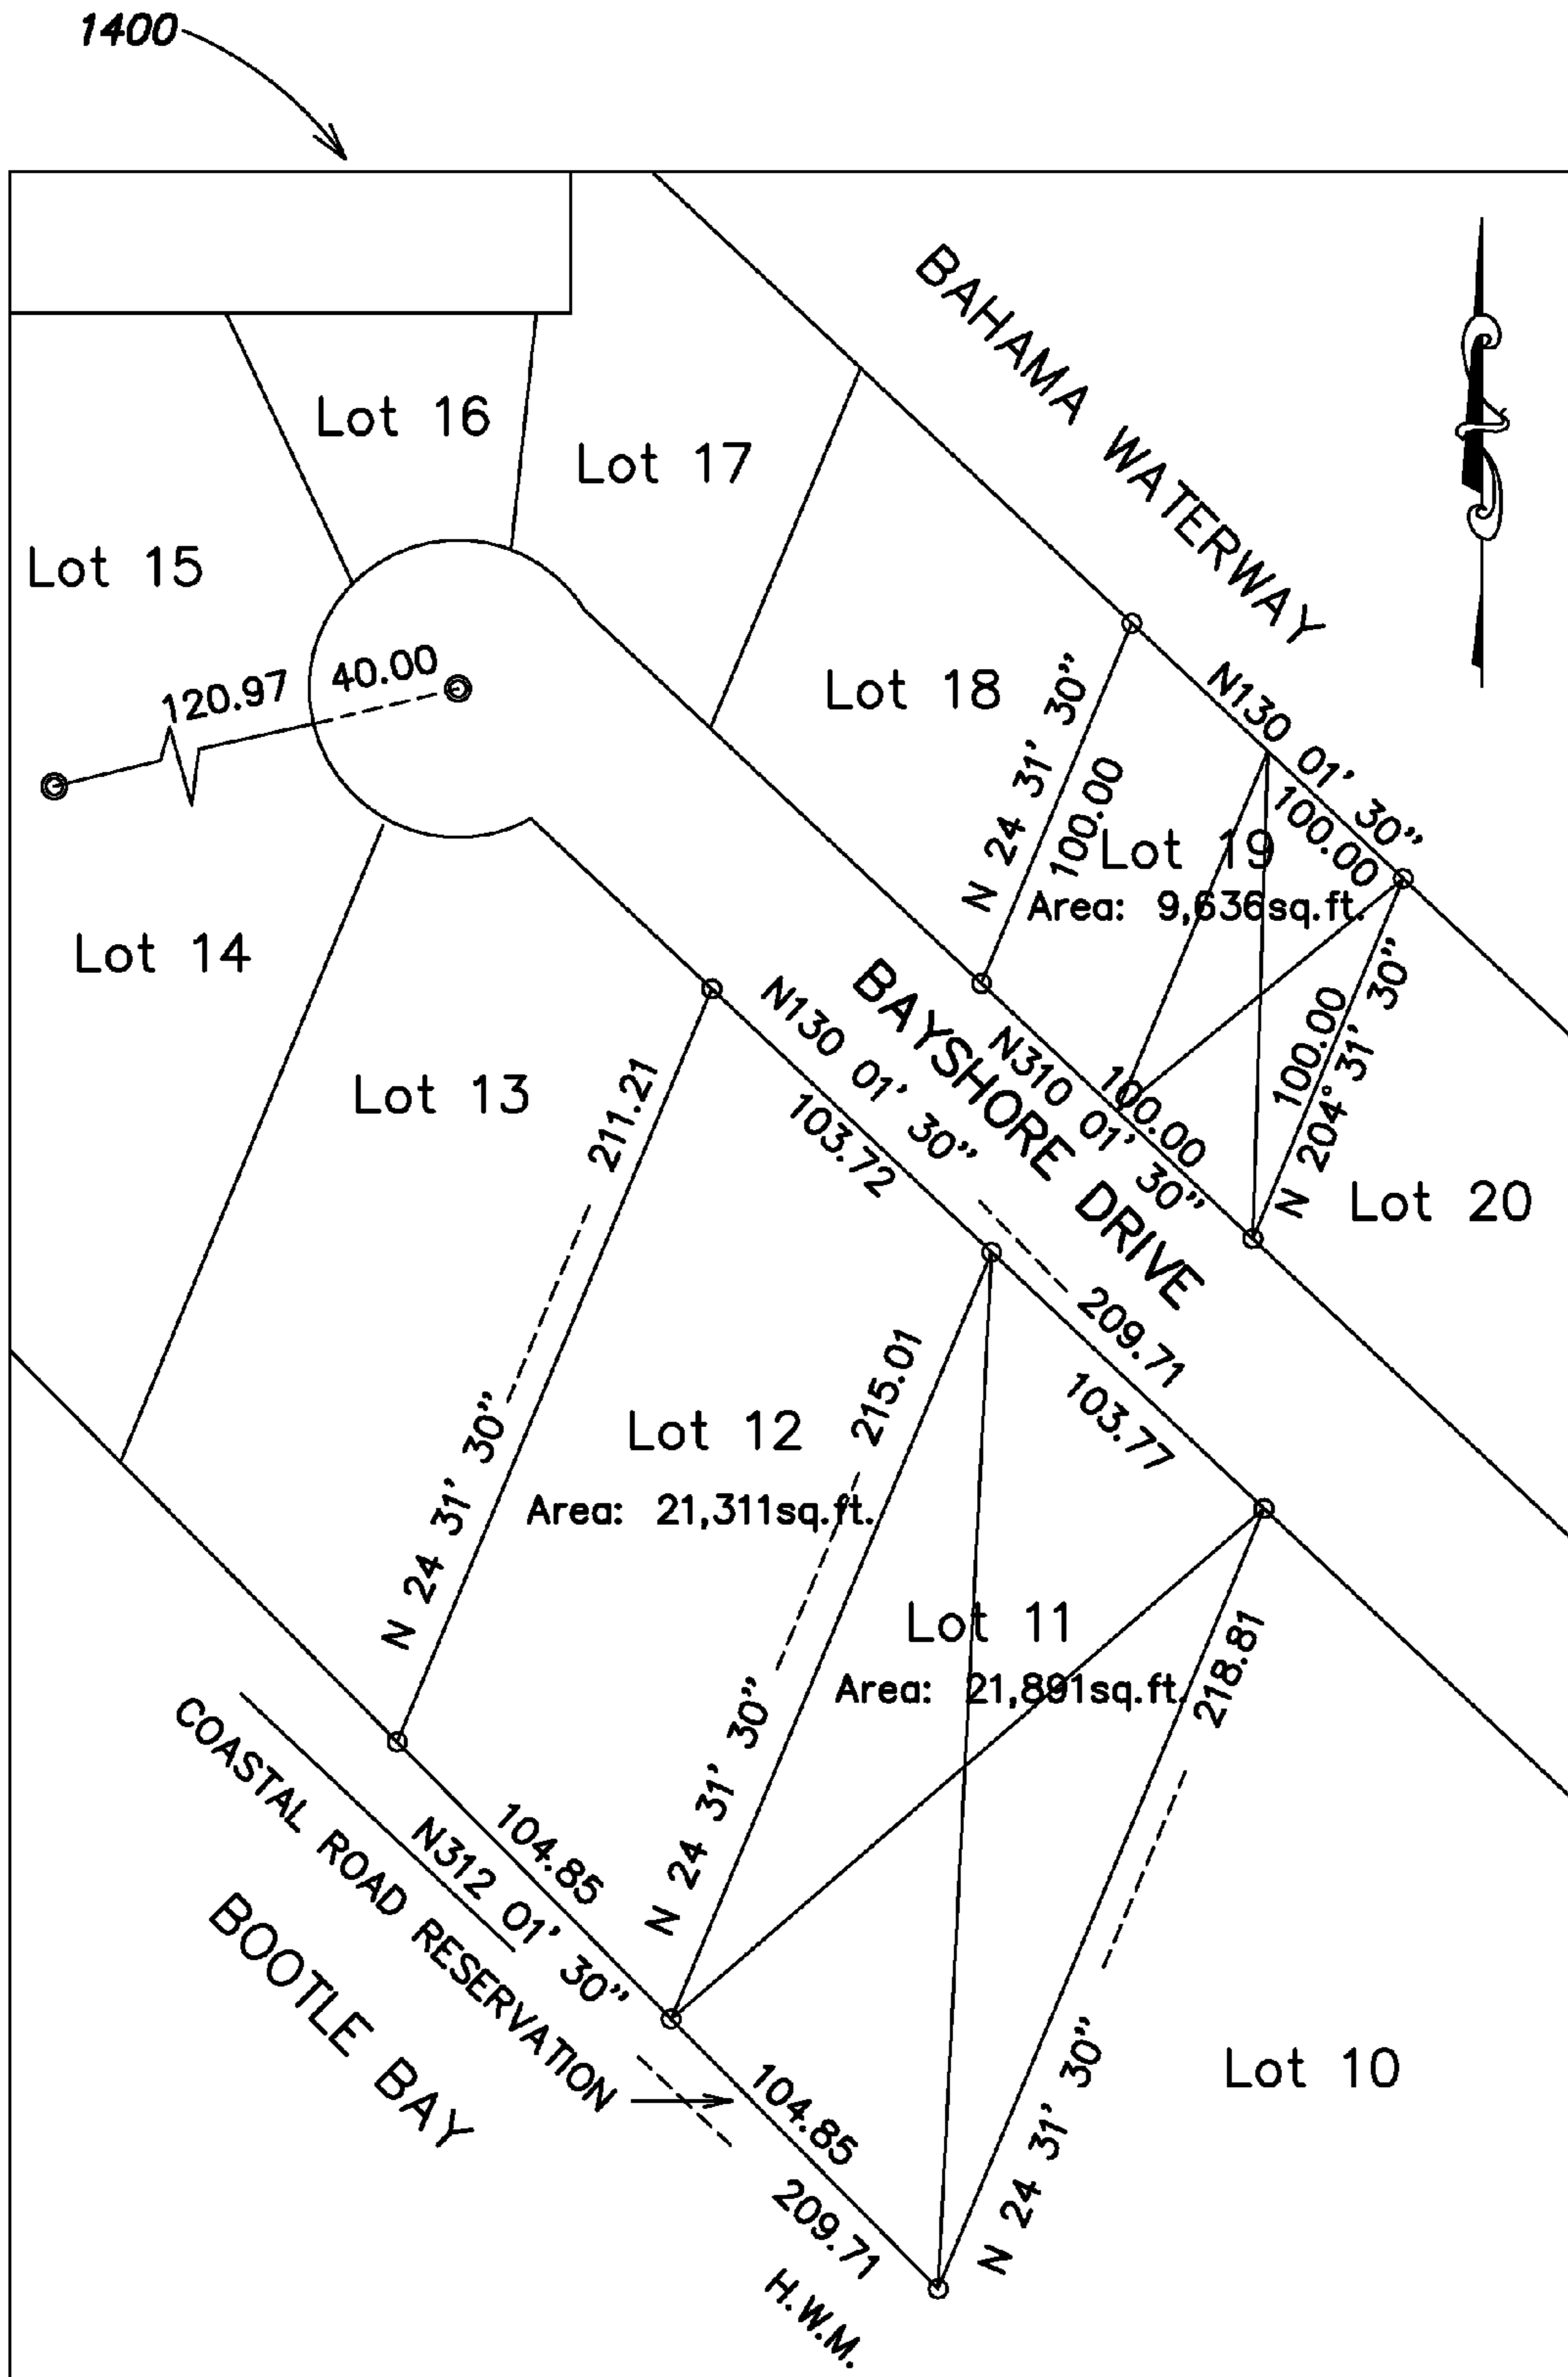 1400
BAHAMA WATERWAY
Lot 16
Lot 17
Lot 15
120.97
40.00
Lot 18
N 24 31' 30"
100.00
N130 01' 30"
100.00
Lot 19
Area: 9,636sq.ft.
Lot 14
BAYSHORE DRIVE
N130 01' 30"
103.72
N310 01' 30"
100.00
100.00
N 204° 31' 30"
Lot 20
Lot 13
211.21
N 24 31' 30"
209.71
103.77
Lot 12
Area: 21,311sq.ft.
215.01
N 24 31' 30"
Lot 11
Area: 21,891sq.ft.
218.81
N 24 31' 30"
Lot 10
COASTAL ROAD RESERVATION
N312 01' 30"
104.85
BOOTLE BAY
104.85
209.71
H.W.M.